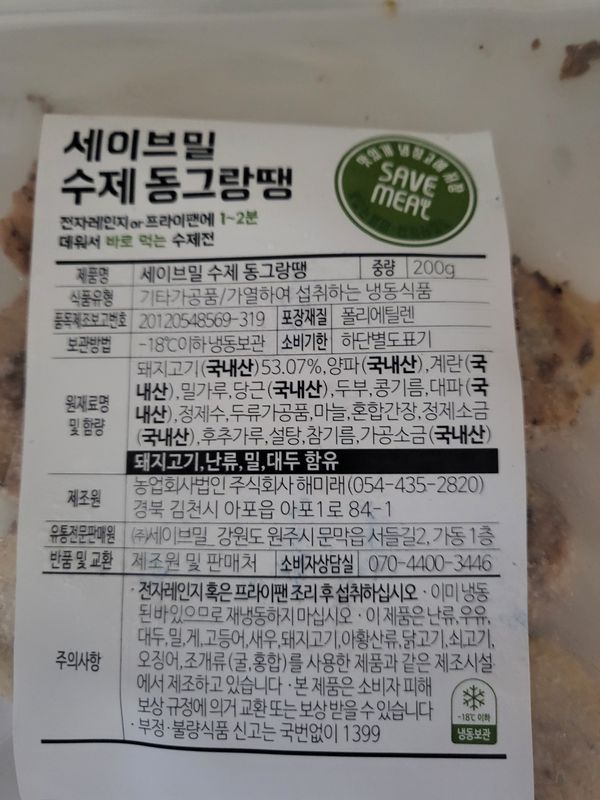 세이브밀
수제 동그랑땡
전자레인지or프라이팬에 1~2분
데워서 바로 먹는 수제전
SAVE
MEAT
제품명 세이브밀 수제 동그랑땡 중량 200g
식품유형 기타가공품/가열하여 섭취하는 냉동식품
품목제조보고번호 20120548569-319 포장재질 폴리에틸렌
보관방법 -18℃이하 냉동보관 소비기한 하단별도표기
돼지고기(국내산)53.07%,양파(국내산),계란(국
내산),밀가루,당근(국내산),두부,콩기름,대파(국
원재료명 내산),정제수,두류가공품,마늘,혼합간장,정제소금
및 함량 (국내산),후추가루,설탕,참기름,가공소금(국내산)
돼지고기,난류,밀,대두 함유
제조원 농업회사법인 주식회사 해미래(054-435-2820)
경북 김천시 아포읍 아포1로 84-1
유통전문판매원 ㈜세이브밀 강원도 원주시 문막읍 서들길2, 가동 1층
반품 및 교환 제조원 및 판매처 소비자상담실 070-4400-3446
· 전자레인지 혹은 프라이팬 조리 후 섭취하십시오 · 이미 냉동
된 바 있으므로 재냉동하지 마십시오 · 이 제품은 난류,우유,
대두,밀,게,고등어,새우,돼지고기,아황산류,닭고기,쇠고기,
주의사항 오징어,조개류(굴,홍합)를 사용한 제품과 같은 제조시설
에서 제조하고 있습니다 · 본 제품은 소비자 피해
보상 규정에 의거 교환 또는 보상 받을 수 있습니다
· 부정·불량식품 신고는 국번없이 1399
-18℃ 이하
냉동보관